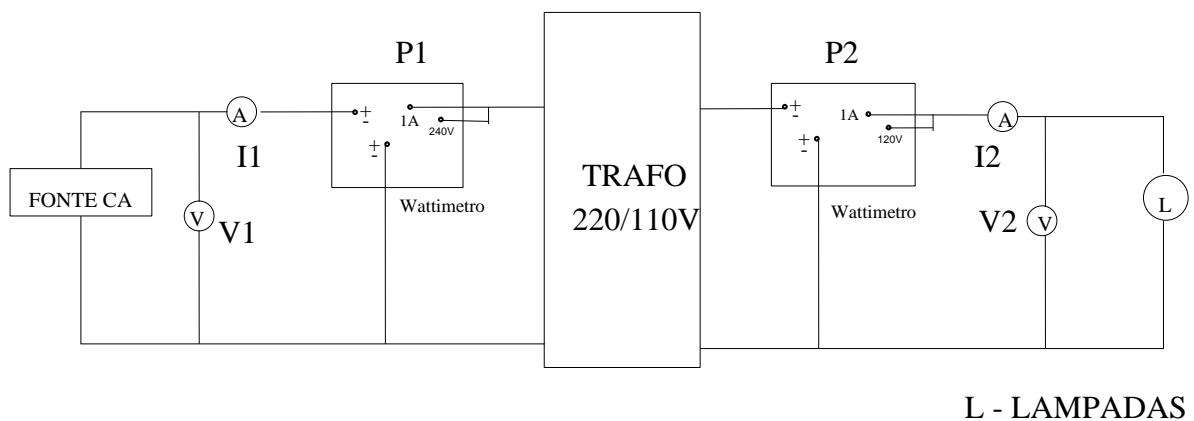 P1
P2
+
-
1A
240V
+
-
A
I1
Wattimetro
FONTE CA
V
V1
TRAFO
220/110V
+
-
1A
120V
+
-
A
I2
Wattimetro
V2
V
L
L - LAMPADAS